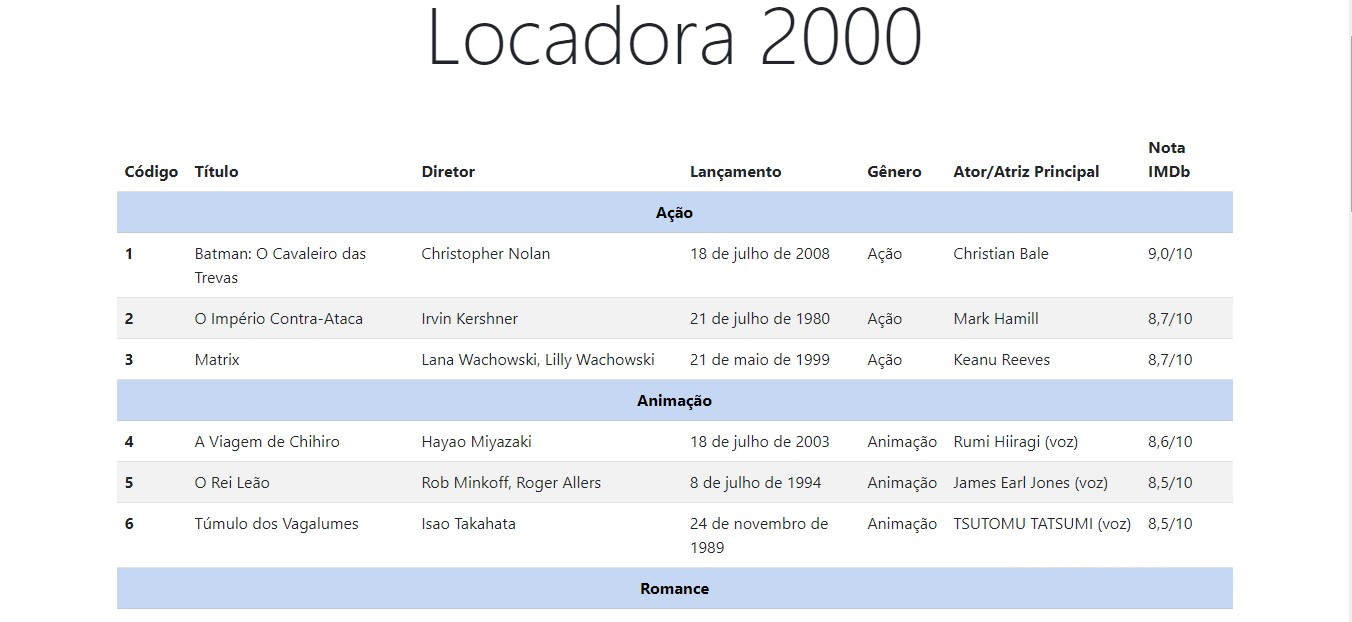 Locadora 2000
Código Título Diretor Lançamento Gênero Ator/Atriz Principal Nota IMDb
Ação
1 Batman: O Cavaleiro das Trevas Christopher Nolan 18 de julho de 2008 Ação Christian Bale 9,0/10
2 O Império Contra-Ataca Irvin Kershner 21 de julho de 1980 Ação Mark Hamill 8,7/10
3 Matrix Lana Wachowski, Lilly Wachowski 21 de maio de 1999 Ação Keanu Reeves 8,7/10
Animação
4 A Viagem de Chihiro Hayao Miyazaki 18 de julho de 2003 Animação Rumi Hiiragi (voz) 8,6/10
5 O Rei Leão Rob Minkoff, Roger Allers 8 de julho de 1994 Animação James Earl Jones (voz) 8,5/10
6 Túmulo dos Vagalumes Isao Takahata 24 de novembro de 1989 Animação TSUTOMU TATSUMI (voz) 8,5/10
Romance